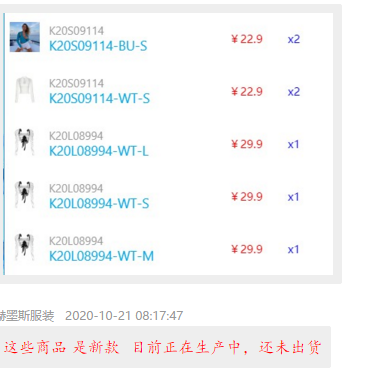 K20S09114
K20S09114-BU-S
¥22.9 x2
K20S09114
K20S09114-WT-S
¥22.9 x2
K20L08994
K20L08994-WT-L
¥29.9 x1
K20L08994
K20L08994-WT-S
¥29.9 x1
K20L08994
K20L08994-WT-M
¥29.9 x1
赫墨斯服装 2020-10-21 08:17:47
这些商品 是新款 目前正在生产中，还未出货